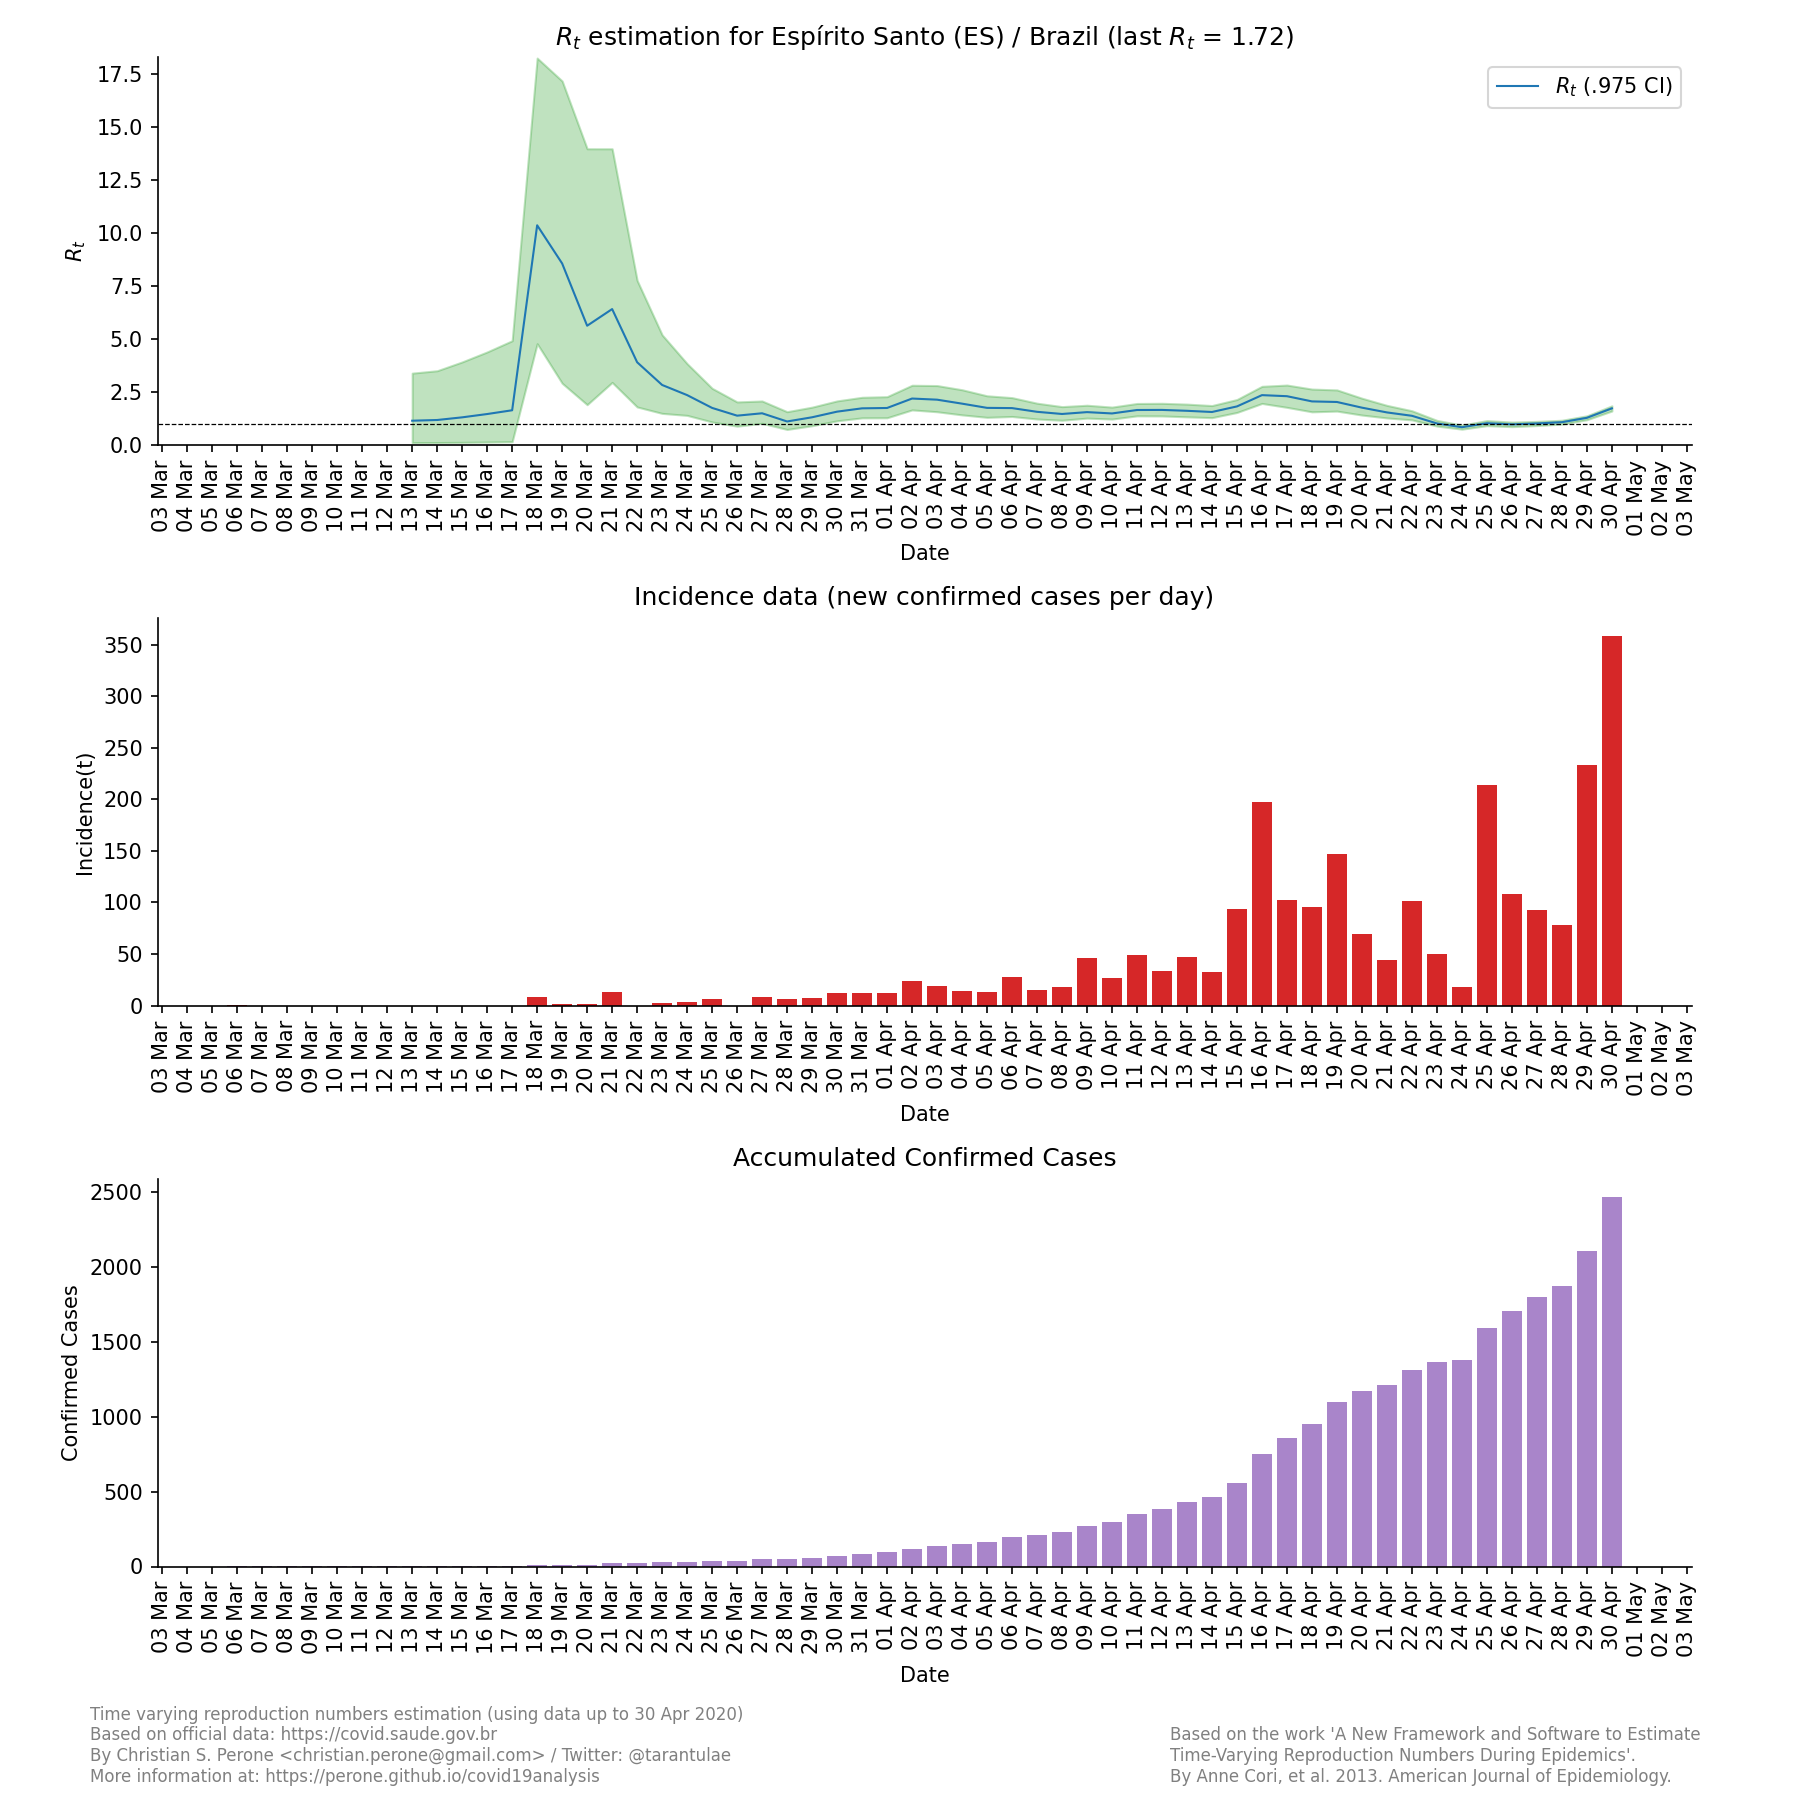 Rt estimation for Espírito Santo (ES) / Brazil (last Rt = 1.72)
Rt (.975 CI)
17.5
15.0
12.5
10.0
7.5
5.0
2.5
0.0
Rt
03 Mar 04 Mar 05 Mar 06 Mar 07 Mar 08 Mar 09 Mar 10 Mar 11 Mar 12 Mar 13 Mar 14 Mar 15 Mar 16 Mar 17 Mar 18 Mar 19 Mar 20 Mar 21 Mar 22 Mar 23 Mar 24 Mar 25 Mar 26 Mar 27 Mar 28 Mar 29 Mar 30 Mar 31 Mar 01 Apr 02 Apr 03 Apr 04 Apr 05 Apr 06 Apr 07 Apr 08 Apr 09 Apr 10 Apr 11 Apr 12 Apr 13 Apr 14 Apr 15 Apr 16 Apr 17 Apr 18 Apr 19 Apr 20 Apr 21 Apr 22 Apr 23 Apr 24 Apr 25 Apr 26 Apr 27 Apr 28 Apr 29 Apr 30 Apr 01 May 02 May 03 May
Date
Incidence data (new confirmed cases per day)
350
300
250
200
150
100
50
0
Incidence(t)
03 Mar 04 Mar 05 Mar 06 Mar 07 Mar 08 Mar 09 Mar 10 Mar 11 Mar 12 Mar 13 Mar 14 Mar 15 Mar 16 Mar 17 Mar 18 Mar 19 Mar 20 Mar 21 Mar 22 Mar 23 Mar 24 Mar 25 Mar 26 Mar 27 Mar 28 Mar 29 Mar 30 Mar 31 Mar 01 Apr 02 Apr 03 Apr 04 Apr 05 Apr 06 Apr 07 Apr 08 Apr 09 Apr 10 Apr 11 Apr 12 Apr 13 Apr 14 Apr 15 Apr 16 Apr 17 Apr 18 Apr 19 Apr 20 Apr 21 Apr 22 Apr 23 Apr 24 Apr 25 Apr 26 Apr 27 Apr 28 Apr 29 Apr 30 Apr 01 May 02 May 03 May
Date
Accumulated Confirmed Cases
2500
2000
1500
1000
500
0
Confirmed Cases
03 Mar 04 Mar 05 Mar 06 Mar 07 Mar 08 Mar 09 Mar 10 Mar 11 Mar 12 Mar 13 Mar 14 Mar 15 Mar 16 Mar 17 Mar 18 Mar 19 Mar 20 Mar 21 Mar 22 Mar 23 Mar 24 Mar 25 Mar 26 Mar 27 Mar 28 Mar 29 Mar 30 Mar 31 Mar 01 Apr 02 Apr 03 Apr 04 Apr 05 Apr 06 Apr 07 Apr 08 Apr 09 Apr 10 Apr 11 Apr 12 Apr 13 Apr 14 Apr 15 Apr 16 Apr 17 Apr 18 Apr 19 Apr 20 Apr 21 Apr 22 Apr 23 Apr 24 Apr 25 Apr 26 Apr 27 Apr 28 Apr 29 Apr 30 Apr 01 May 02 May 03 May
Date
Time varying reproduction numbers estimation (using data up to 30 Apr 2020)
Based on official data: https://covid.saude.gov.br
By Christian S. Perone <christian.perone@gmail.com> / Twitter: @tarantulae
More information at: https://perone.github.io/covid19analysis
Based on the work 'A New Framework and Software to Estimate
Time-Varying Reproduction Numbers During Epidemics'.
By Anne Cori, et al. 2013. American Journal of Epidemiology.